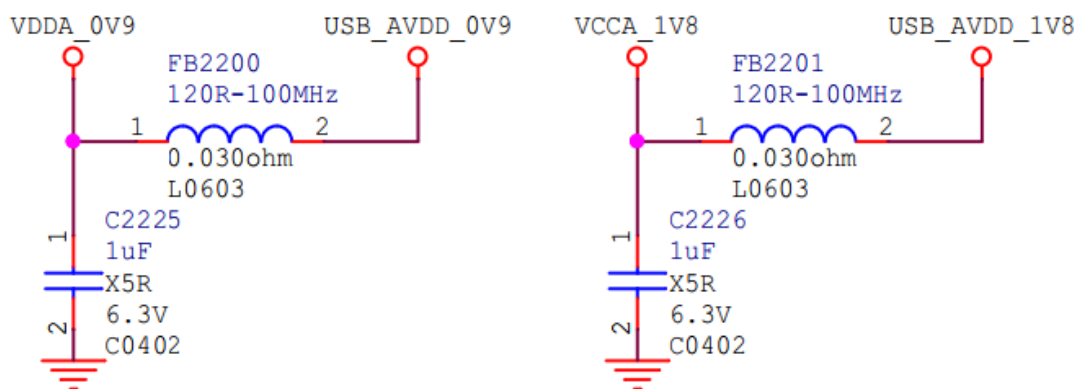 VDDA_0V9
USB_AVDD_0V9
FB2200
120R-100MHz
1
2
0.030ohm
L0603
C2225
1
1uF
X5R
6.3V
2
C0402
VCCA_1V8
USB_AVDD_1V8
FB2201
120R-100MHz
1
2
0.030ohm
L0603
C2226
1
1uF
X5R
6.3V
2
C0402